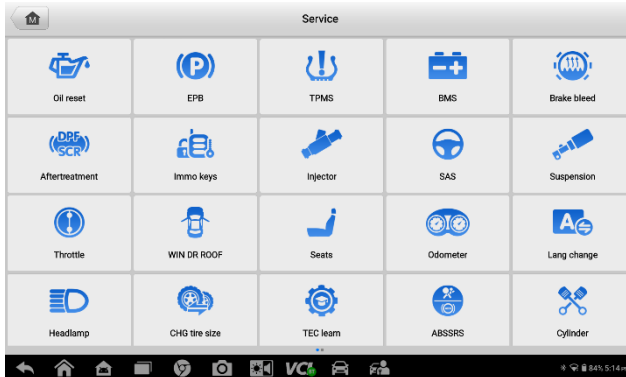 M
Service
Oil reset
(P)
EPB
TPMS
BMS
Brake bleed
DPF
SCR
Aftertreatment
Immo keys
Injector
SAS
Suspension
Throttle
WIN DR ROOF
Seats
Odometer
A
Lang change
Headlamp
CHG tire size
TEC learn
ABSSRS
Cylinder
VCI
84% 5:14